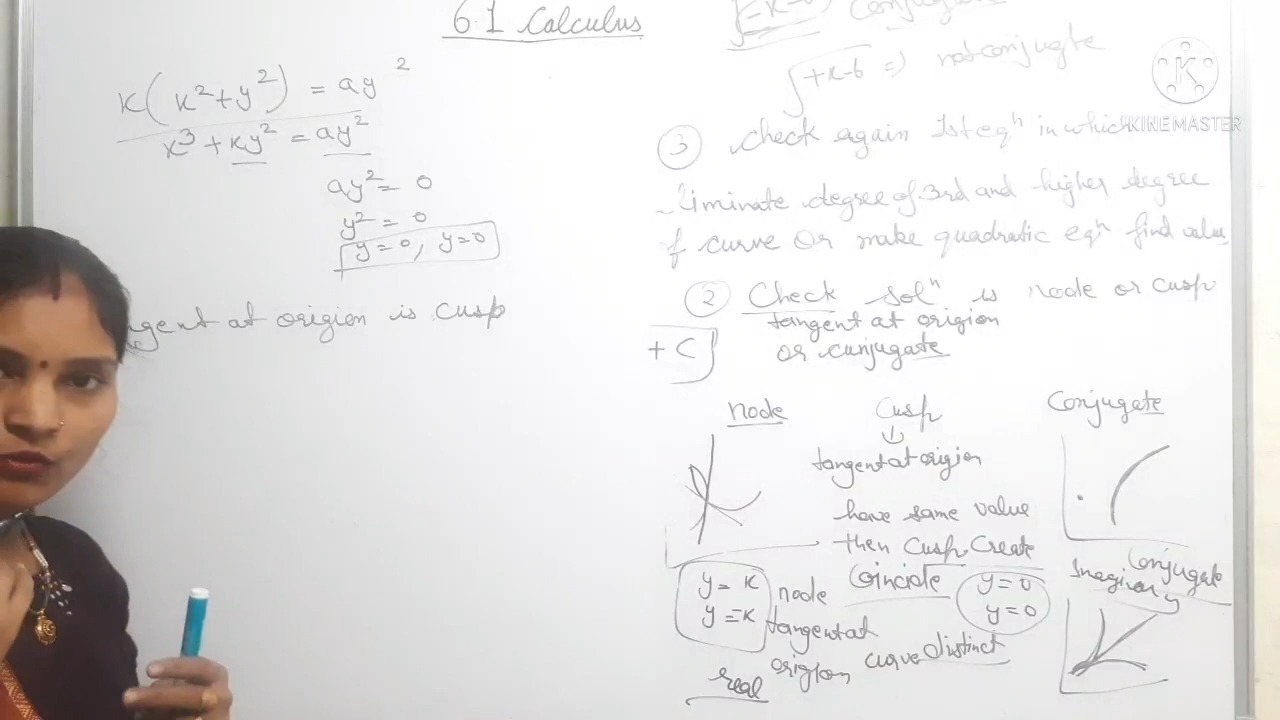 6.1 Calculus
x(x²+y²) = ay²
x³ + xy² = ay²
ay² = 0
y² = 0
y=0, y=0
gent at origion is cusp
√+x-6 => not conjugte
KINEMASTER
③ check again 1st eqⁿ in which
liminate degree of 3rd and higher degree
f curve Or make quadratic eqⁿ find
② Check solⁿ is node or cusp
tangent at origion
or cunjugate
+ C
node
Cusp
Conjugate
tangent at origion
have same value
then Cusp Create
Coincide
y = x
y = x
node
tangent at
origion
real
curve distinct
y=0
y=0
Imaginary
Conjugate